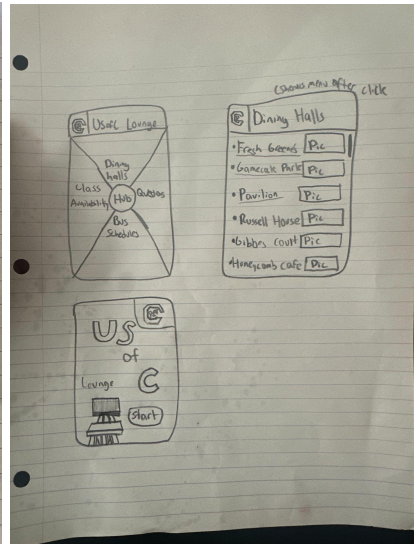 (shows menu after click
C USofC Lounge
Dining
halls
Class
Availability
Hub
Quizzes
Bus
Schedules
C Dining Halls
•Fresh Greens Pic
•Gamecock Park Pic
•Pavilion Pic
•Russell House Pic
•Gibbes Court Pic
•Honeycomb cafe Pic
C
US
of
C
Lounge
Start